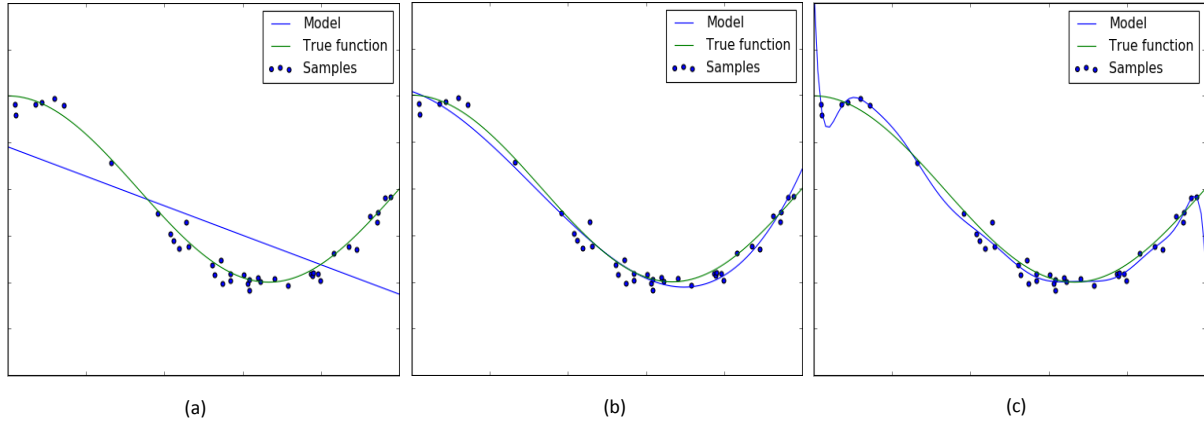 Model
True function
Samples
Model
True function
Samples
Model
True function
Samples
(a)
(b)
(c)